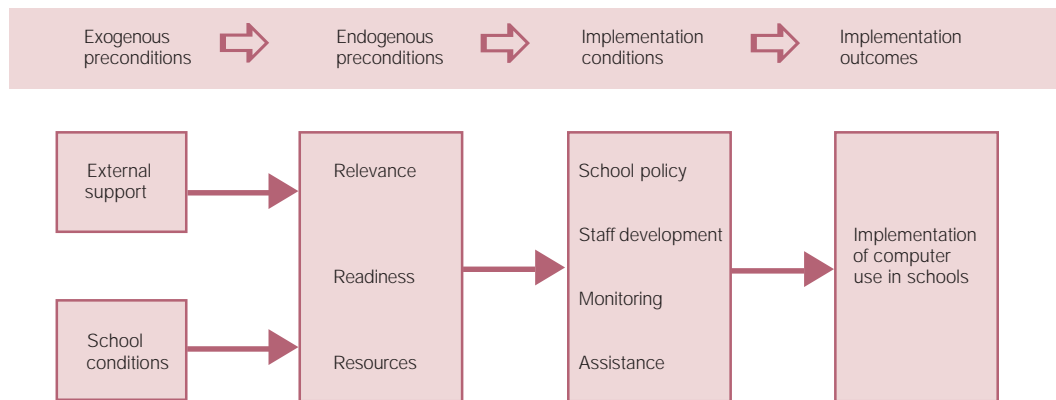 Exogenous
preconditions
Endogenous
preconditions
Implementation
conditions
Implementation
outcomes
External
support
School
conditions
Relevance
Readiness
Resources
School policy
Staff development
Monitoring
Assistance
Implementation
of computer
use in schools